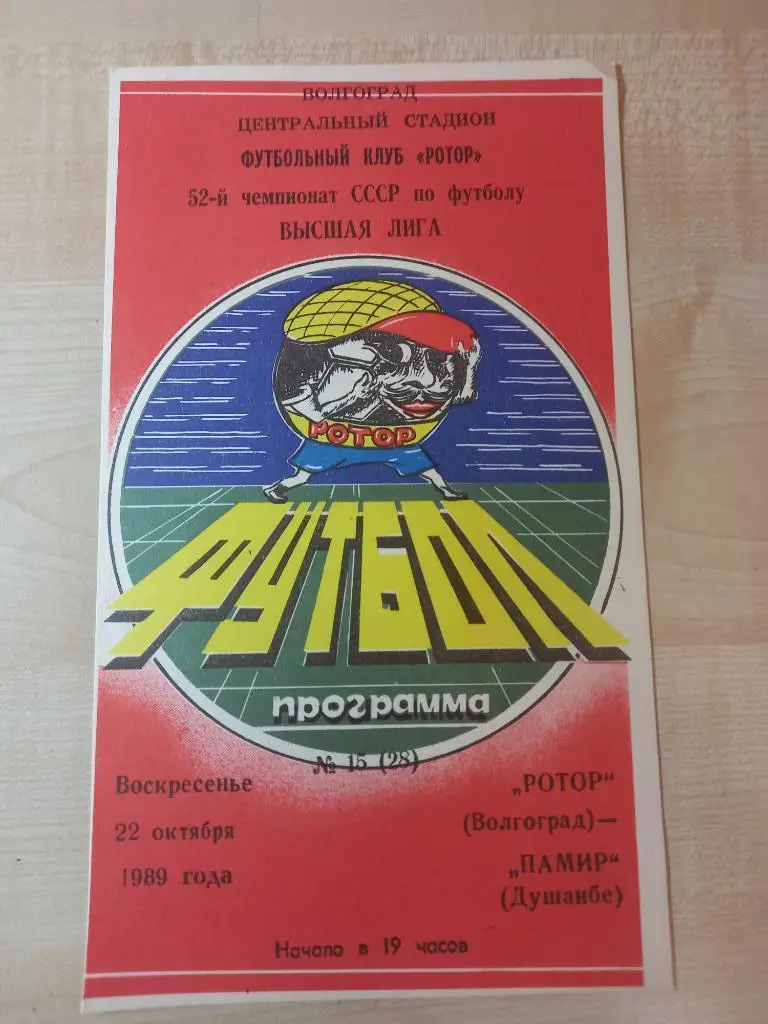 ВОЛГОГРАД
ЦЕНТРАЛЬНЫЙ СТАДИОН
ФУТБОЛЬНЫЙ КЛУБ «РОТОР»
52-й чемпионат СССР по футболу
ВЫСШАЯ ЛИГА
РОТОР
ФУТБОЛ
программа
№ 15 (28)
Воскресенье
22 октября
1989 года
„РОТОР“
(Волгоград)—
„ПАМИР“
(Душанбе)
Начало в 19 часов